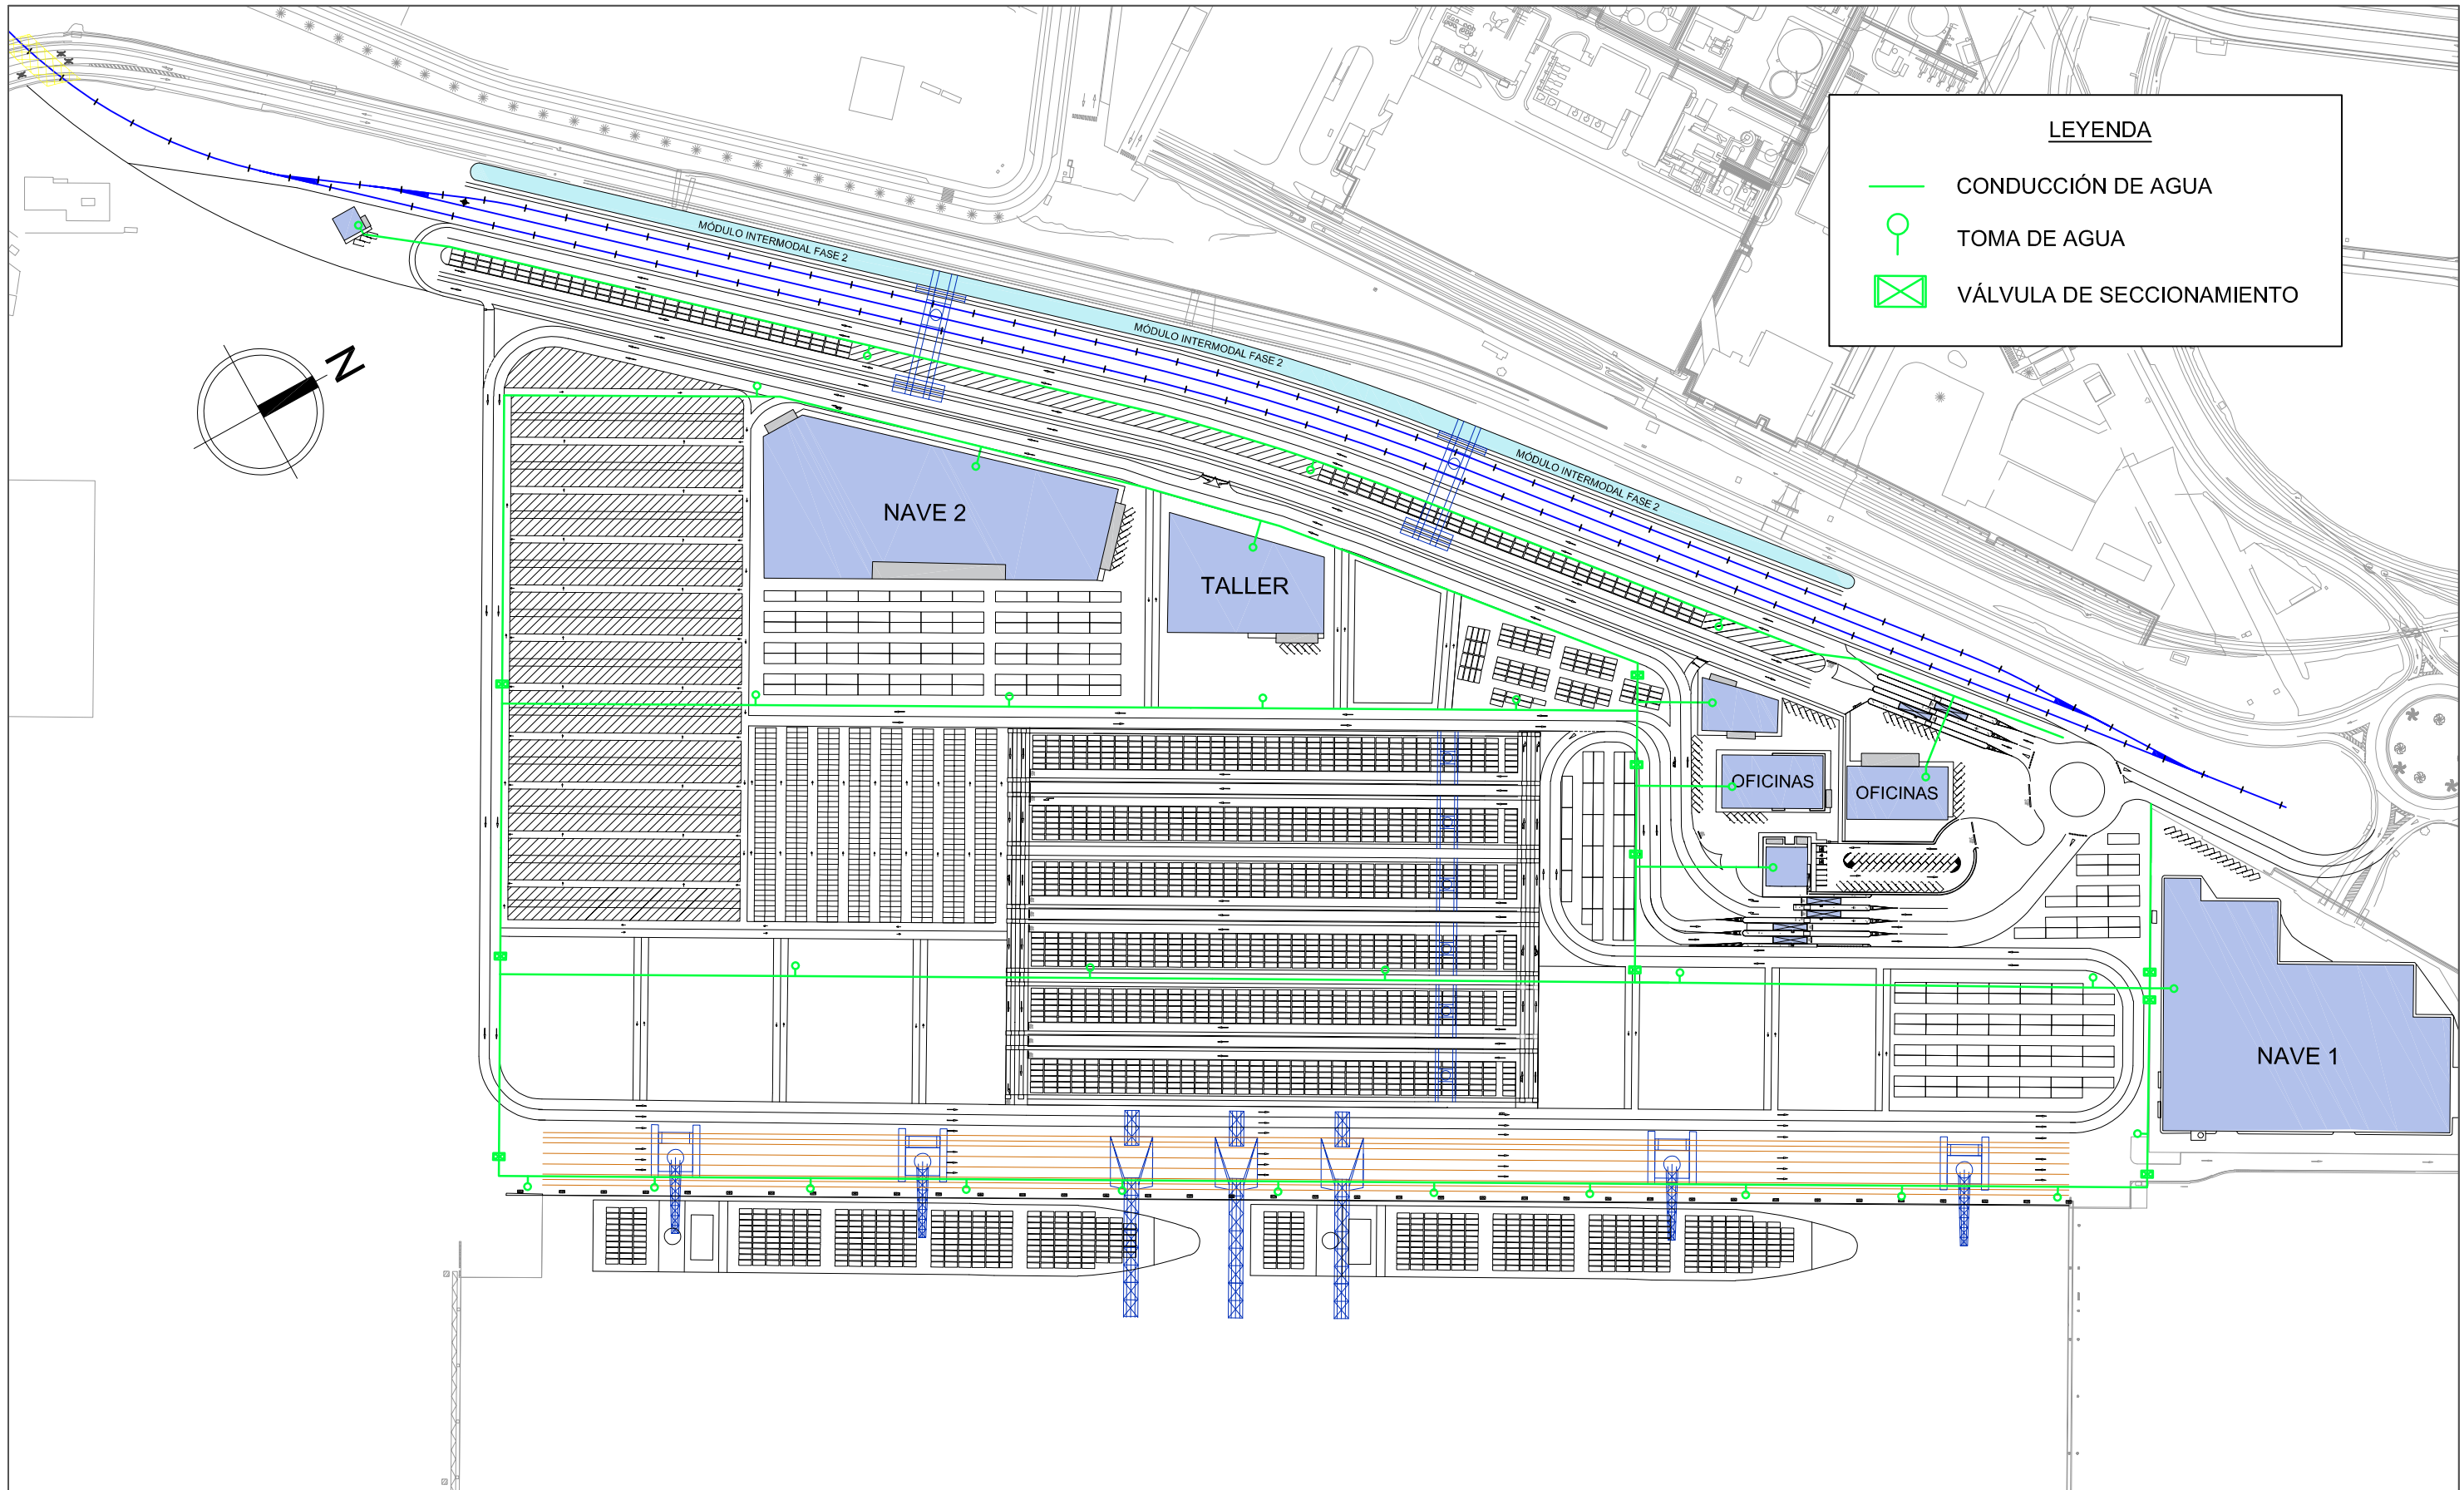 LEYENDA
CONDUCCIÓN DE AGUA
TOMA DE AGUA
VÁLVULA DE SECCIONAMIENTO
MÓDULO INTERMODAL FASE 2
MÓDULO INTERMODAL FASE 2
MÓDULO INTERMODAL FASE 2
N
NAVE 2
TALLER
OFICINAS
OFICINAS
NAVE 1